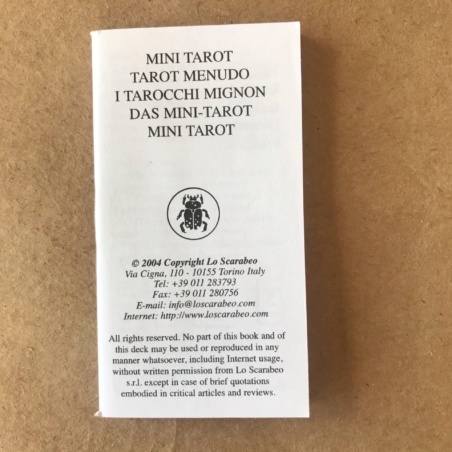 MINI TAROT
TAROT MENUDO
I TAROCCHI MIGNON
DAS MINI-TAROT
MINI TAROT
© 2004 Copyright Lo Scarabeo
Via Cigna, 110 - 10155 Torino Italy
Tel: +39 011 283793
Fax: +39 011 280756
E-mail: info@loscarabeo.com
Internet: http://www.loscarabeo.com
All rights reserved. No part of this book and of
this deck may be used or reproduced in any
manner whatsoever, including Internet usage,
without written permission from Lo Scarabeo
s.r.l. except in case of brief quotations
embodied in critical articles and reviews.